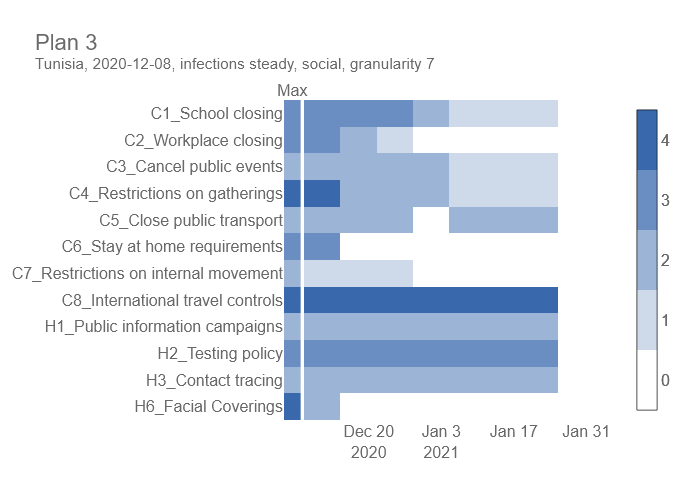 Plan 3
Tunisia, 2020-12-08, infections steady, social, granularity 7
Max
C1_School closing
C2_Workplace closing
C3_Cancel public events
C4_Restrictions on gatherings
C5_Close public transport
C6_Stay at home requirements
C7_Restrictions on internal movement
C8_International travel controls
H1_Public information campaigns
H2_Testing policy
H3_Contact tracing
H6_Facial Coverings
Dec 20 Jan 3 Jan 17 Jan 31
2020 2021
4
3
2
1
0